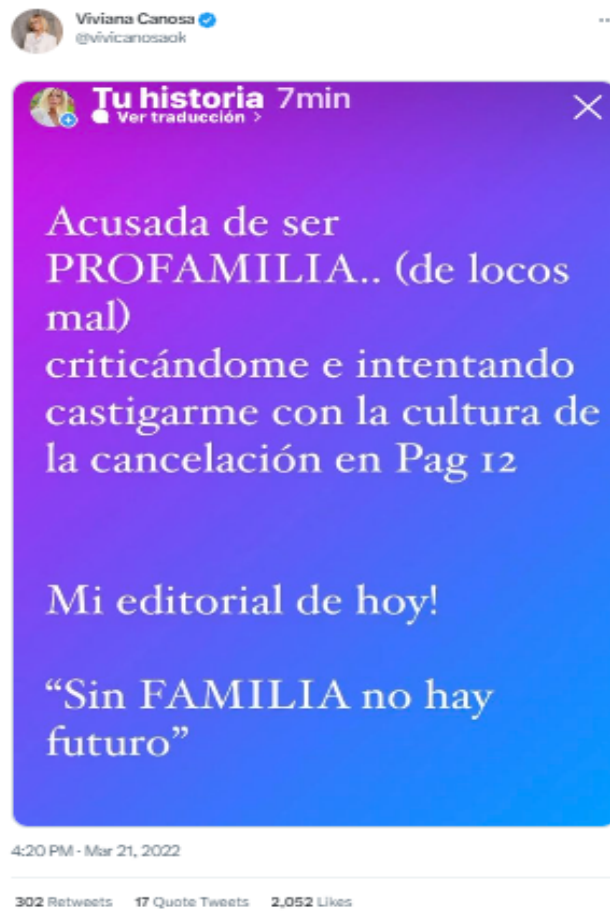 Viviana Canosa
@vivicanosaok
Tu historia 7min
Ver traducción >
Acusada de ser
PROFAMILIA.. (de locos
mal)
criticándome e intentando
castigarme con la cultura de
la cancelación en Pag 12
Mi editorial de hoy!
“Sin FAMILIA no hay
futuro”
4:20 PM · Mar 21, 2022
302 Retweets 17 Quote Tweets 2,052 Likes